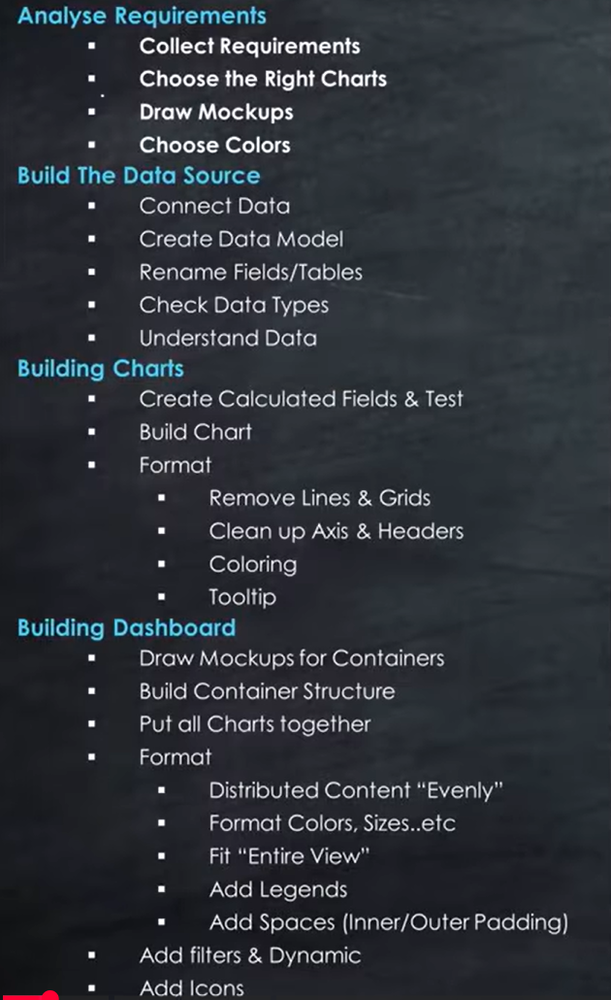 Analyse Requirements
▪ Collect Requirements
▪ Choose the Right Charts
▪ Draw Mockups
▪ Choose Colors
Build The Data Source
▪ Connect Data
▪ Create Data Model
▪ Rename Fields/Tables
▪ Check Data Types
▪ Understand Data
Building Charts
▪ Create Calculated Fields & Test
▪ Build Chart
▪ Format
▪ Remove Lines & Grids
▪ Clean up Axis & Headers
▪ Coloring
▪ Tooltip
Building Dashboard
▪ Draw Mockups for Containers
▪ Build Container Structure
▪ Put all Charts together
▪ Format
▪ Distributed Content “Evenly”
▪ Format Colors, Sizes..etc
▪ Fit “Entire View”
▪ Add Legends
▪ Add Spaces (Inner/Outer Padding)
▪ Add filters & Dynamic
▪ Add Icons